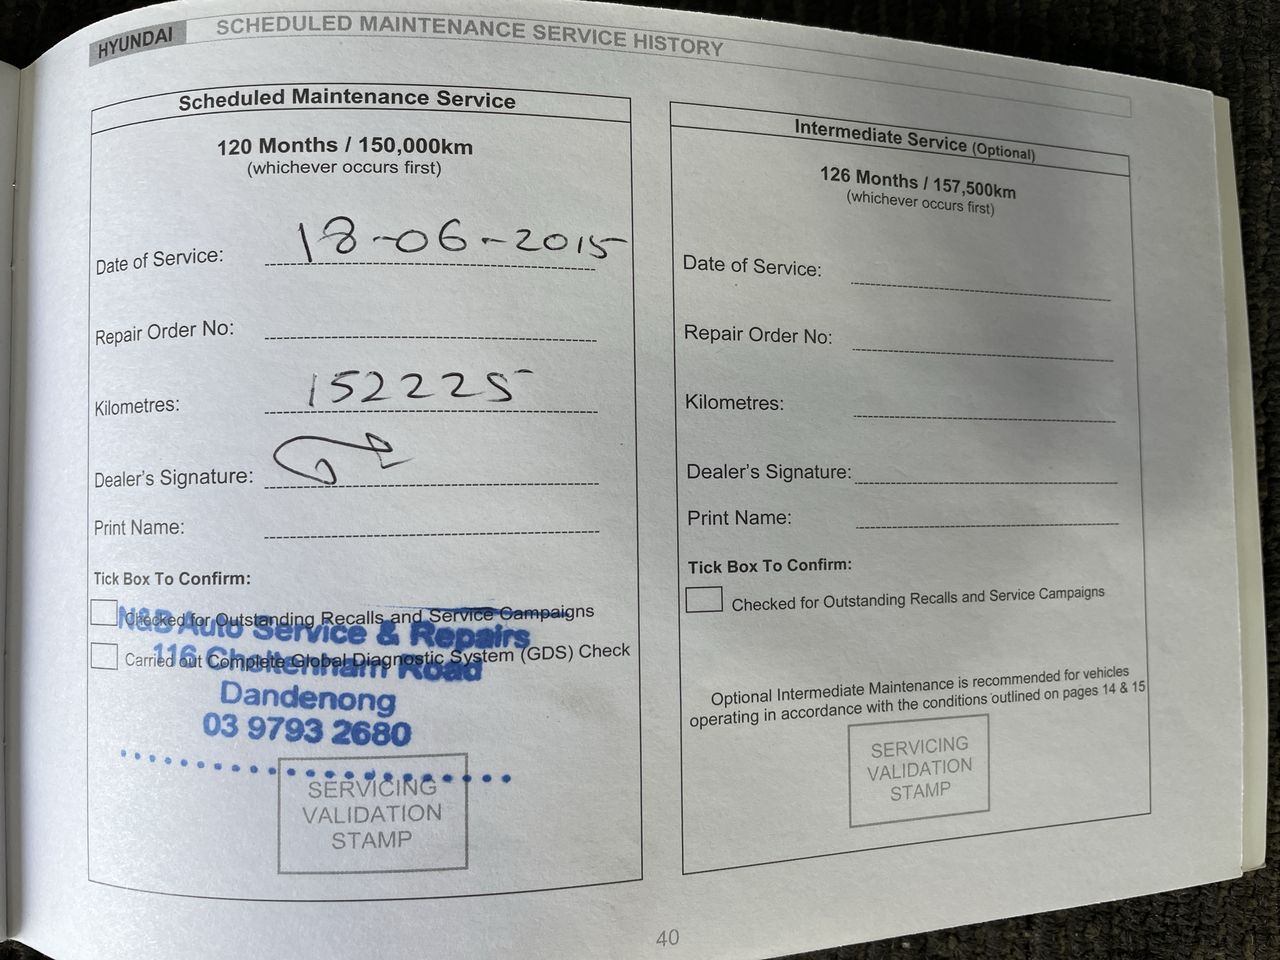 HYUNDAI
SCHEDULED MAINTENANCE SERVICE HISTORY
Scheduled Maintenance Service
120 Months / 150,000km
(whichever occurs first)
Date of Service: 18-06-2015
Repair Order No:
Kilometres: 152225
Dealer's Signature:
Print Name:
Tick Box To Confirm:
Checked for Outstanding Recalls and Service Campaigns
N&B Auto Service & Repairs
Carried out Complete Global Diagnostic System (GDS) Check
116 Cheltenham Road
Dandenong
03 9793 2680
SERVICING
VALIDATION
STAMP
Intermediate Service (Optional)
126 Months / 157,500km
(whichever occurs first)
Date of Service:
Repair Order No:
Kilometres:
Dealer's Signature:
Print Name:
Tick Box To Confirm:
Checked for Outstanding Recalls and Service Campaigns
Optional Intermediate Maintenance is recommended for vehicles
operating in accordance with the conditions outlined on pages 14 & 15
SERVICING
VALIDATION
STAMP
40